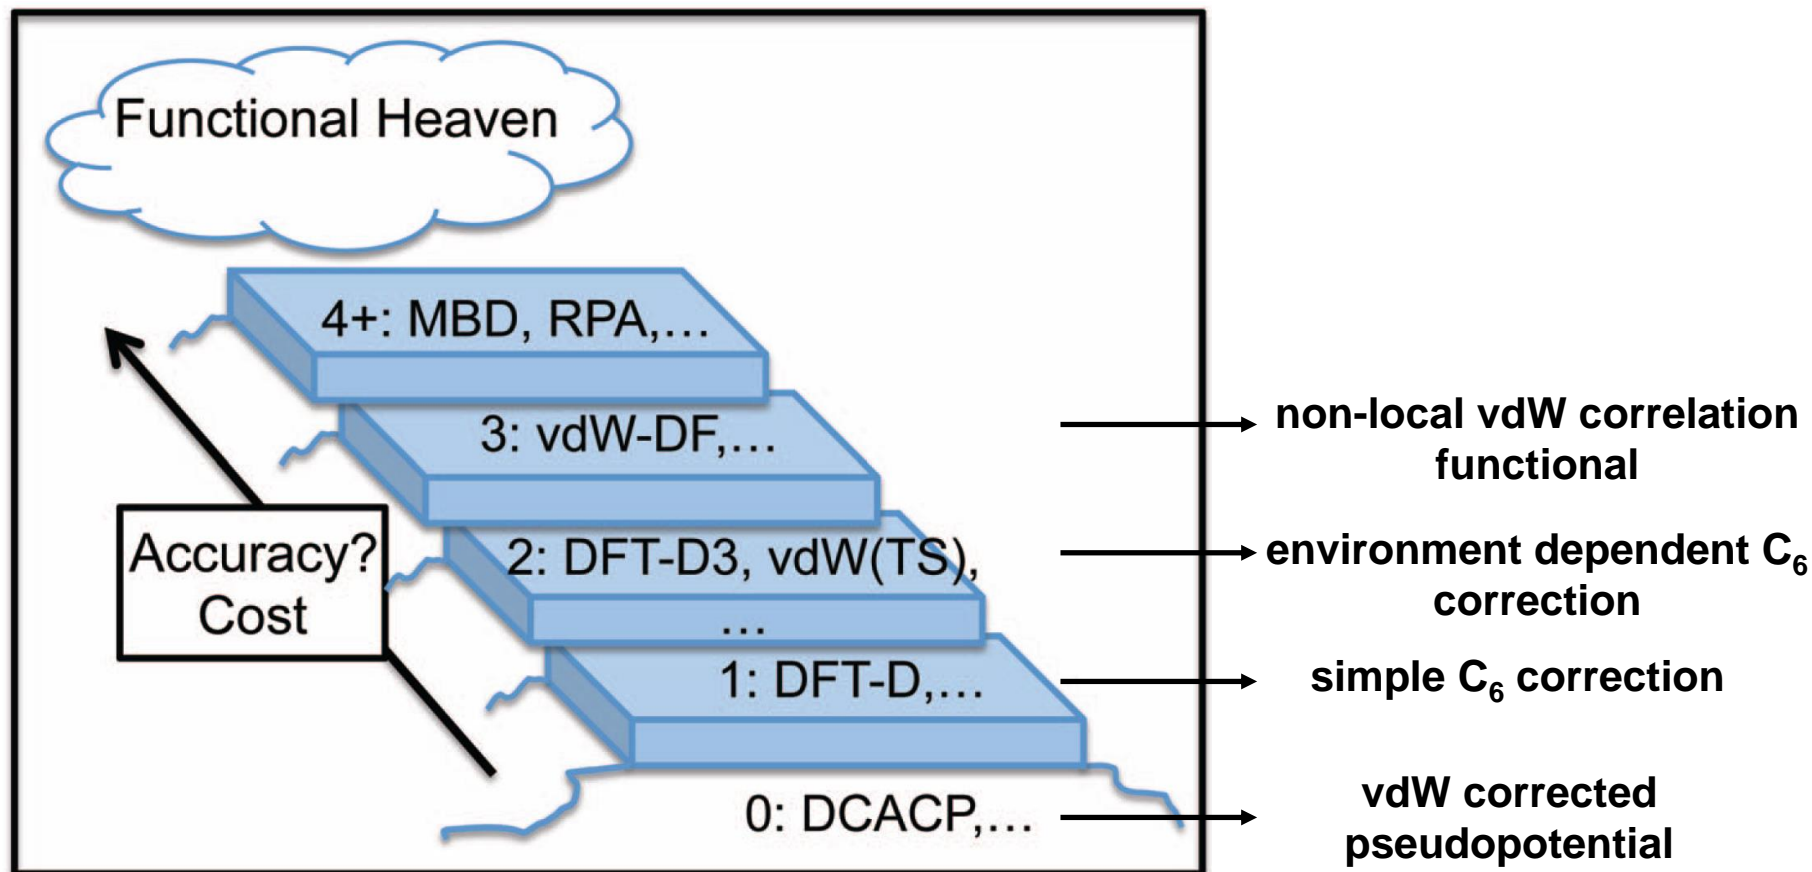 Functional Heaven
4+: MBD, RPA,…
3: vdW-DF,…
non-local vdW correlation
functional
Accuracy?
Cost
2: DFT-D3, vdW(TS),
…
environment dependent C₆
correction
1: DFT-D,…
simple C₆ correction
0: DCACP,…
vdW corrected
pseudopotential